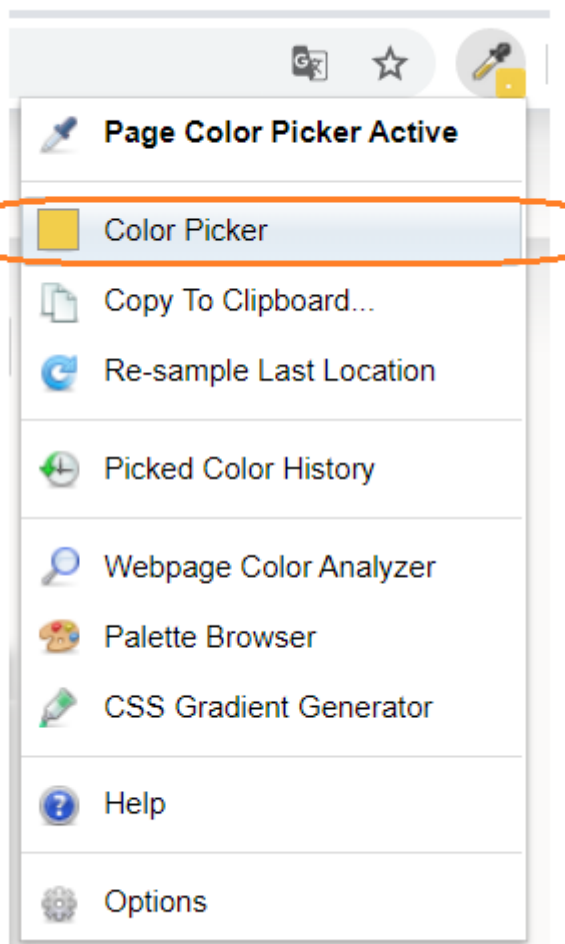 Page Color Picker Active
Color Picker
Copy To Clipboard...
Re-sample Last Location
Picked Color History
Webpage Color Analyzer
Palette Browser
CSS Gradient Generator
Help
Options